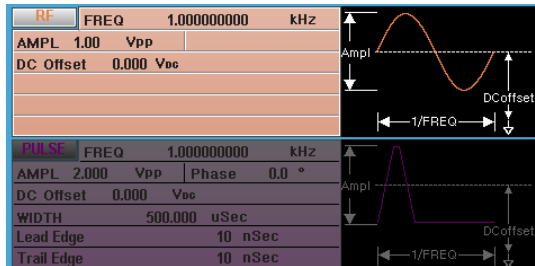 RF FREQ 1.000000000 kHz
AMPL 1.00 Vpp
DC Offset 0.000 VDC
Ampl
DCoffset
1/FREQ
PULSE FREQ 1.000000000 kHz
AMPL 2.000 Vpp Phase 0.0 °
DC Offset 0.000 VDC
WIDTH 500.000 uSec
Lead Edge 10 nSec
Trail Edge 10 nSec
Ampl
DCoffset
1/FREQ